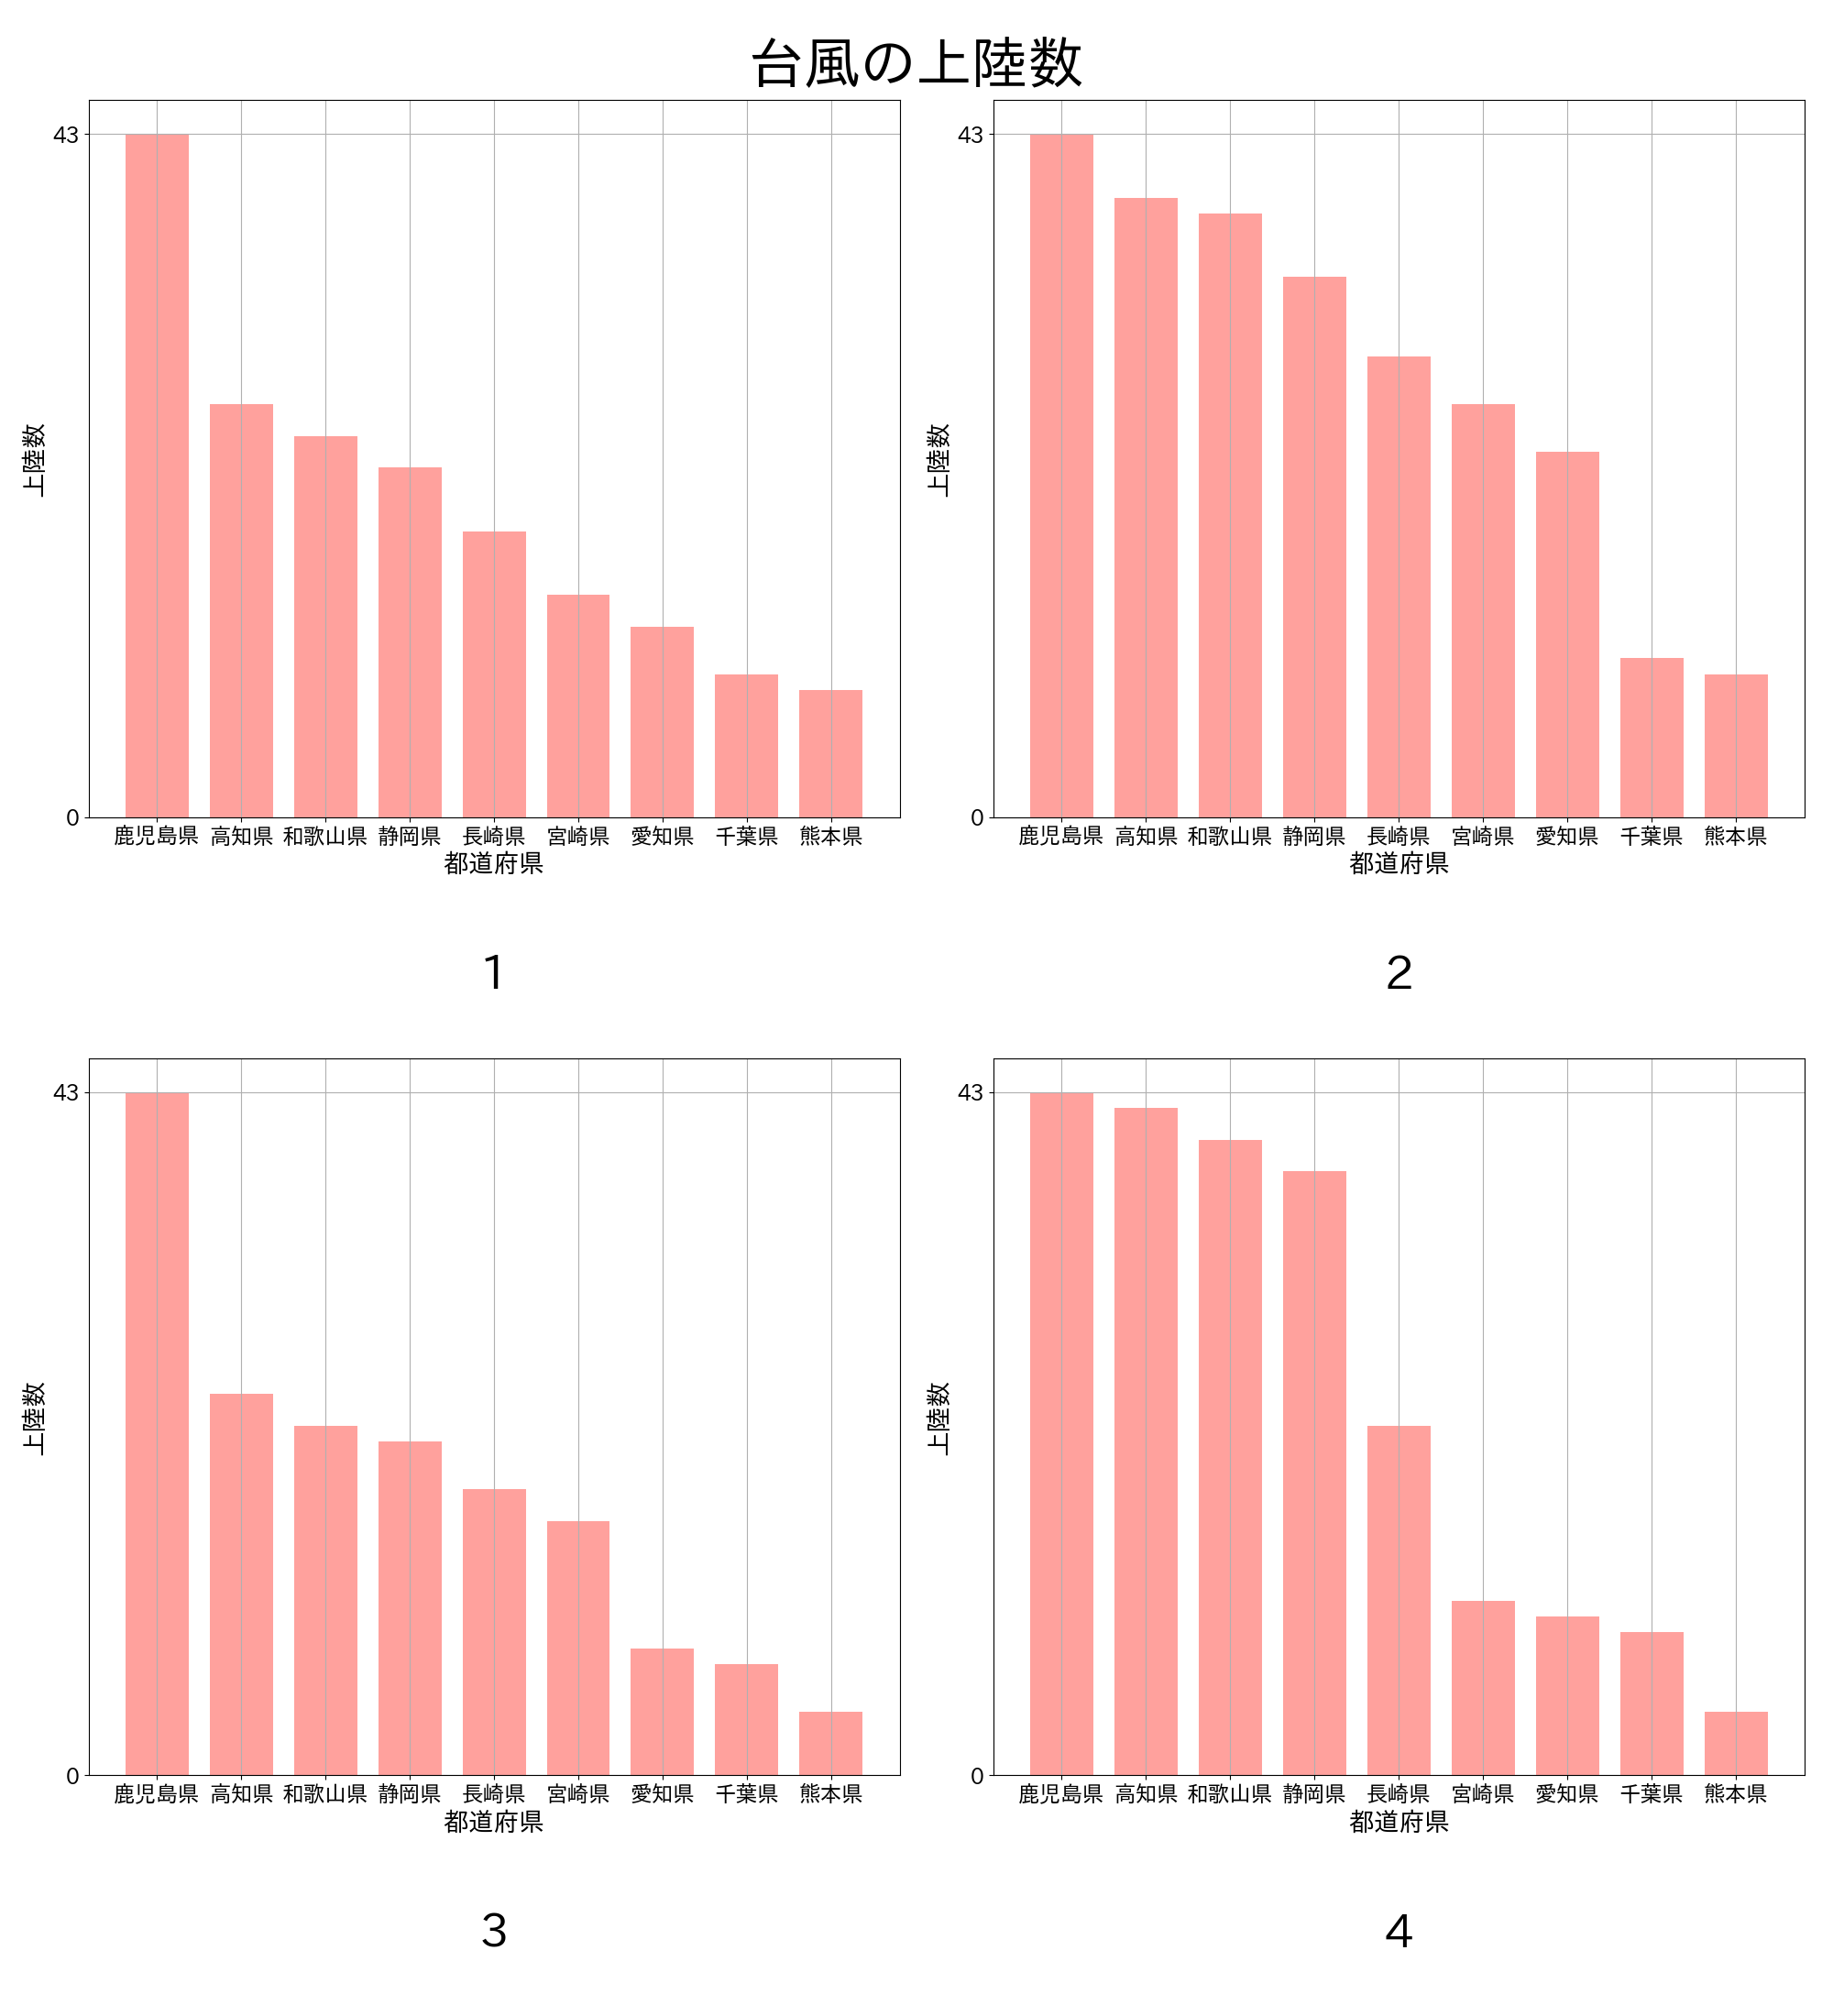 台風の上陸数
43
0
上陸数
鹿児島県 高知県 和歌山県 静岡県 長崎県 宮崎県 愛知県 千葉県 熊本県
都道府県
1
43
0
上陸数
鹿児島県 高知県 和歌山県 静岡県 長崎県 宮崎県 愛知県 千葉県 熊本県
都道府県
2
43
0
上陸数
鹿児島県 高知県 和歌山県 静岡県 長崎県 宮崎県 愛知県 千葉県 熊本県
都道府県
3
43
0
上陸数
鹿児島県 高知県 和歌山県 静岡県 長崎県 宮崎県 愛知県 千葉県 熊本県
都道府県
4